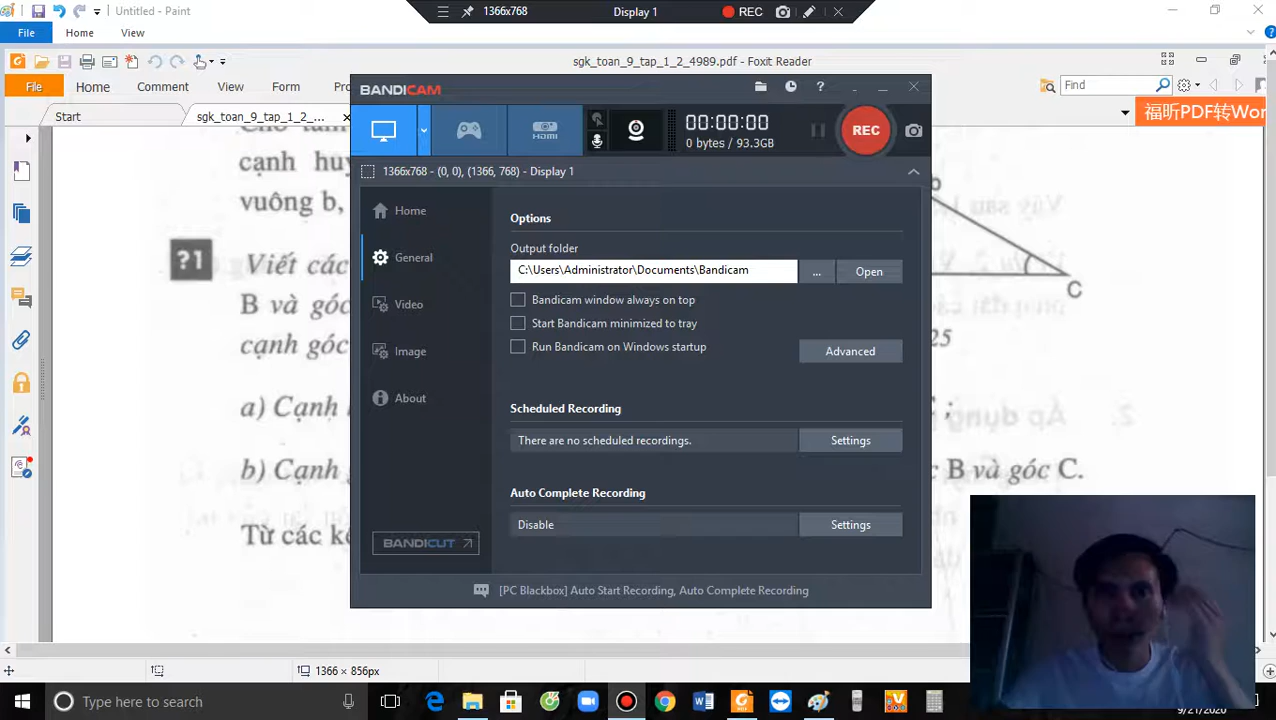 Untitled - Paint
1366x768
Display 1
REC
File
Home
View
sgk_toan_9_tap_1_2_4989.pdf - Foxit Reader
File
Home
Comment
View
Form
Find
Start
sgk_toan_9_tap_1_2_...
福昕PDF转Wor
BANDICAM
HDMI
00:00:00
0 bytes / 93.3GB
REC
1366x768 - (0, 0), (1366, 768) - Display 1
Home
General
Video
Image
About
BANDICUT
Options
Output folder
C:\Users\Administrator\Documents\Bandicam
...
Open
Bandicam window always on top
Start Bandicam minimized to tray
Run Bandicam on Windows startup
Advanced
Scheduled Recording
There are no scheduled recordings.
Settings
Auto Complete Recording
Disable
Settings
[PC Blackbox] Auto Start Recording, Auto Complete Recording
cạnh huy
vuông b,
?1
Viết các
B và góc
cạnh góc
C
25
a) Cạnh
b) Cạnh
B và góc C.
Từ các kế
1366 × 856px
Type here to search
9/21/2020